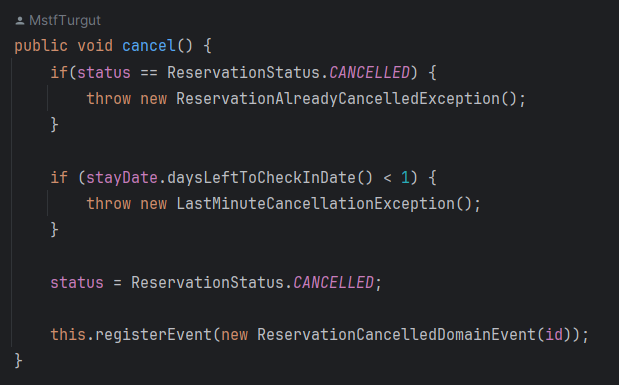 MstfTurgut
public void cancel() {
if(status == ReservationStatus.CANCELLED) {
throw new ReservationAlreadyCancelledException();
}
if (stayDate.daysLeftToCheckInDate() < 1) {
throw new LastMinuteCancellationException();
}
status = ReservationStatus.CANCELLED;
this.registerEvent(new ReservationCancelledDomainEvent(id));
}